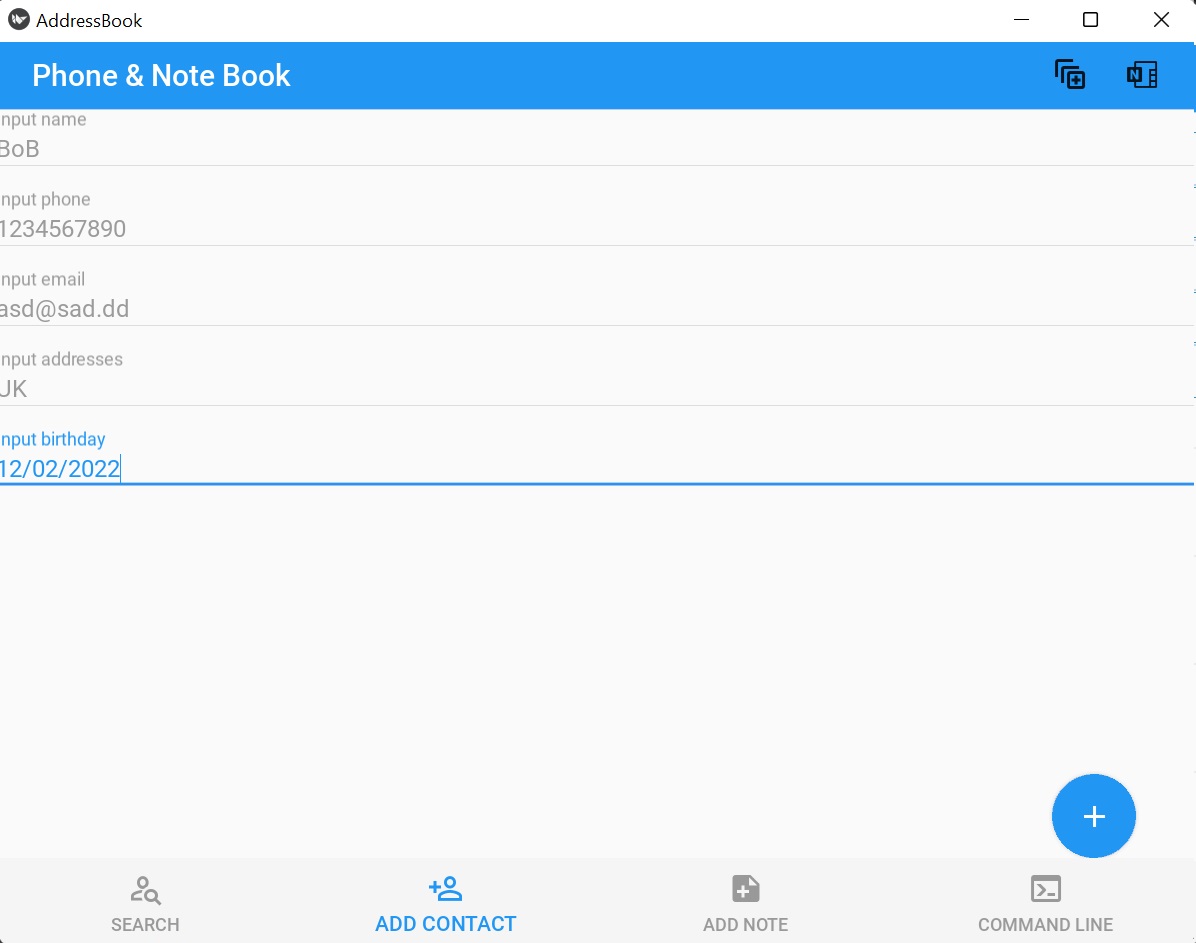 AddressBook
Phone & Note Book
N
nput name
BoB
nput phone
1234567890
nput email
asd@sad.dd
nput addresses
UK
nput birthday
12/02/2022
SEARCH
ADD CONTACT
ADD NOTE
COMMAND LINE